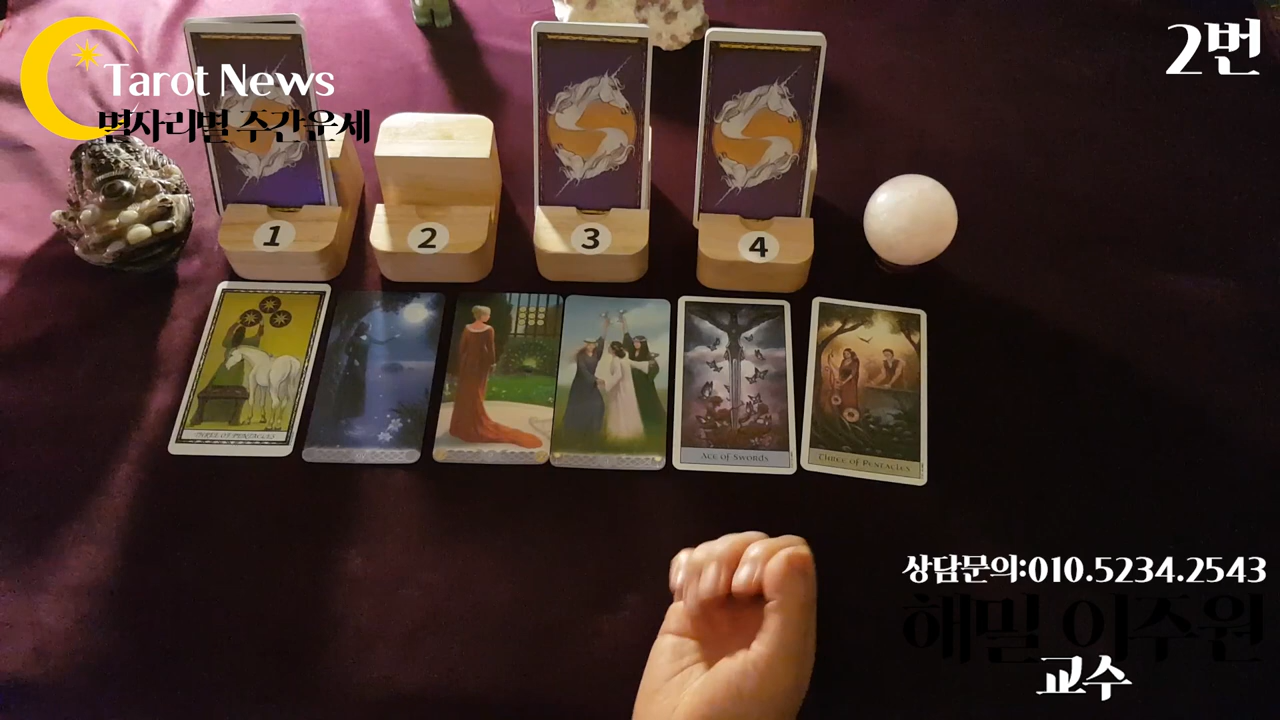 Tarot News
별자리별 주간운세
2번
1
2
3
4
THREE OF PENTACLES
Ace of Swords
Three of Pentacles
상담문의:010.5234.2543
해밀 이주원
교수